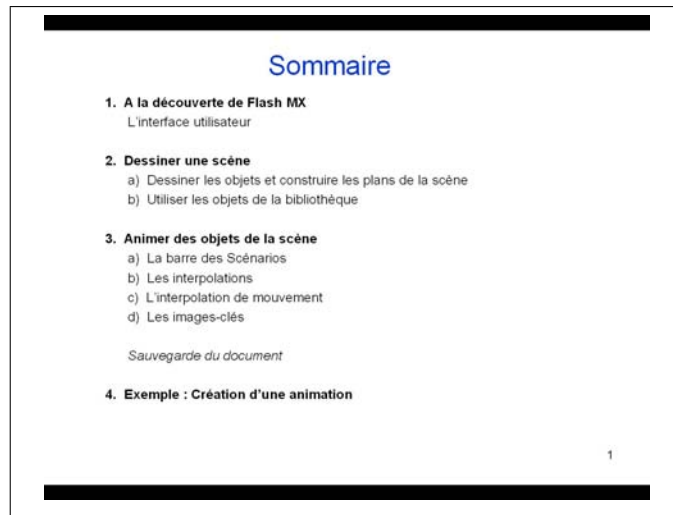 Sommaire
1. A la découverte de Flash MX
L'interface utilisateur
2. Dessiner une scène
a) Dessiner les objets et construire les plans de la scène
b) Utiliser les objets de la bibliothèque
3. Animer des objets de la scène
a) La barre des Scénarios
b) Les interpolations
c) L'interpolation de mouvement
d) Les images-clés
Sauvegarde du document
4. Exemple : Création d'une animation
1